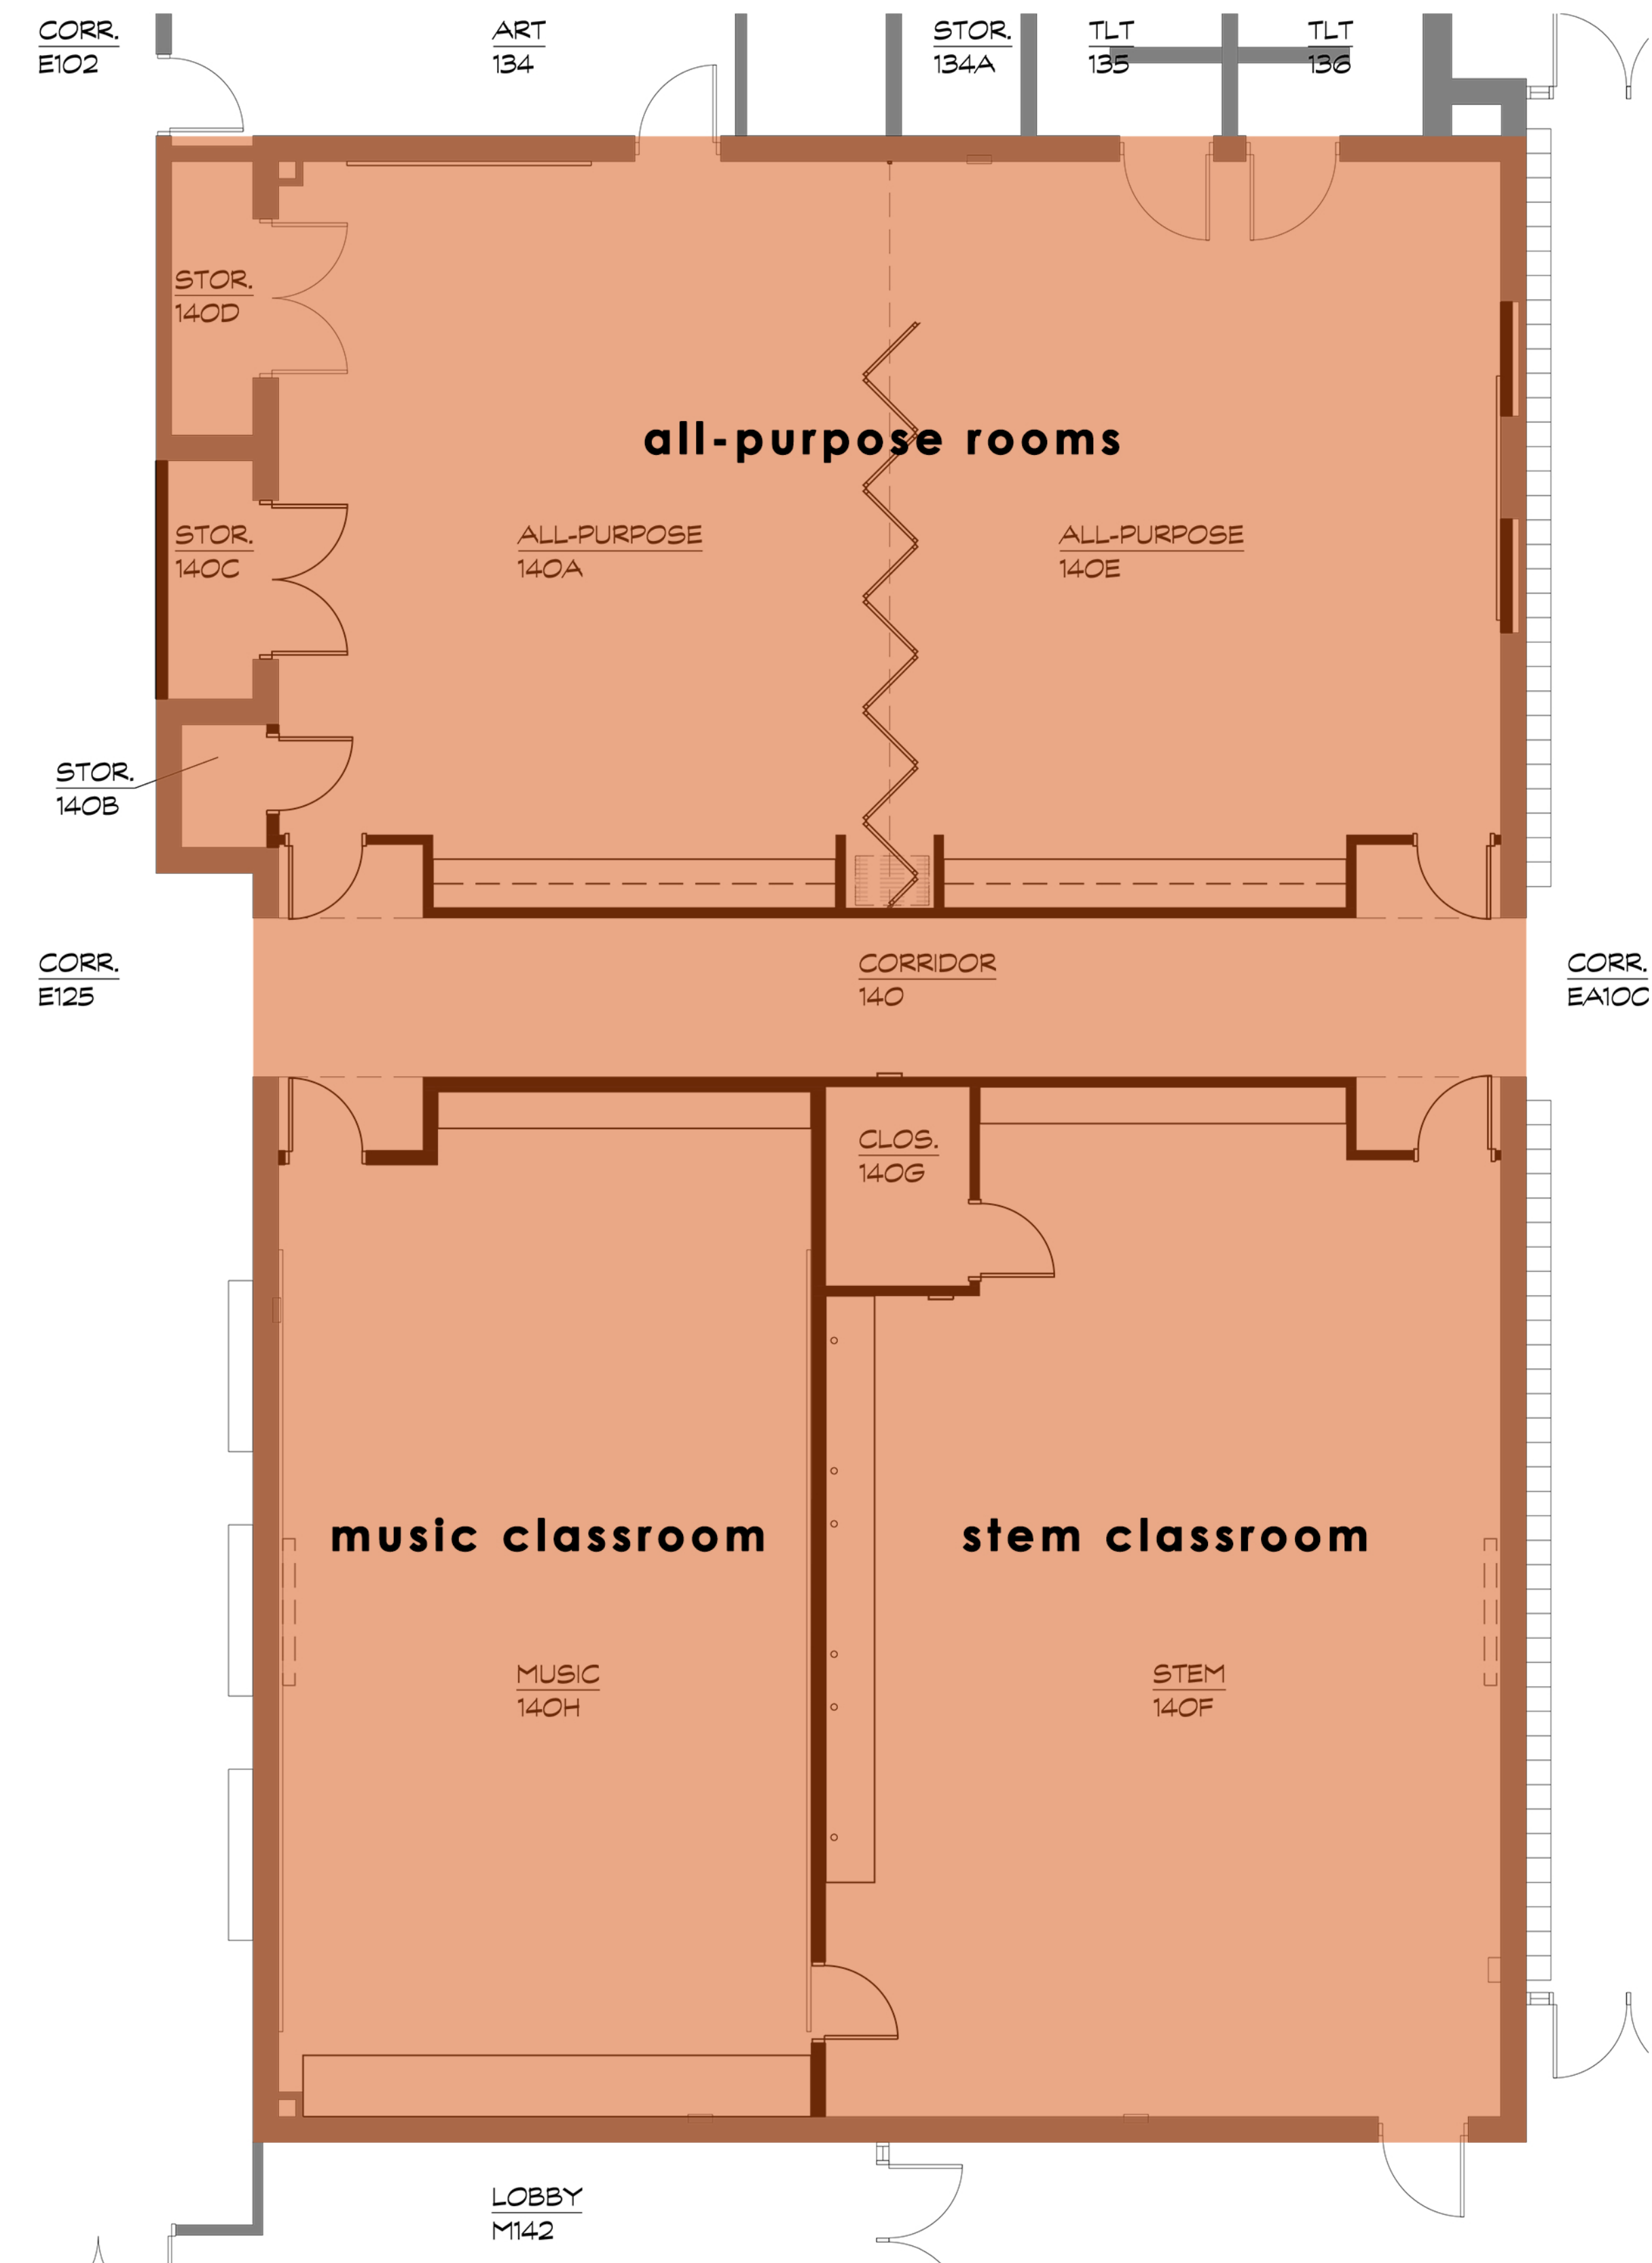 CORR.
E102
ART
134
STOR.
134A
TLT
135
TLT
136
STOR.
140D
all-purpose rooms
STOR.
140C
ALL-PURPOSE
140A
ALL-PURPOSE
140E
STOR.
140B
CORR.
E125
CORRIDOR
140
CORR.
EA100
CLOS.
140G
music classroom
stem classroom
MUSIC
140H
STEM
140F
LOBBY
M142